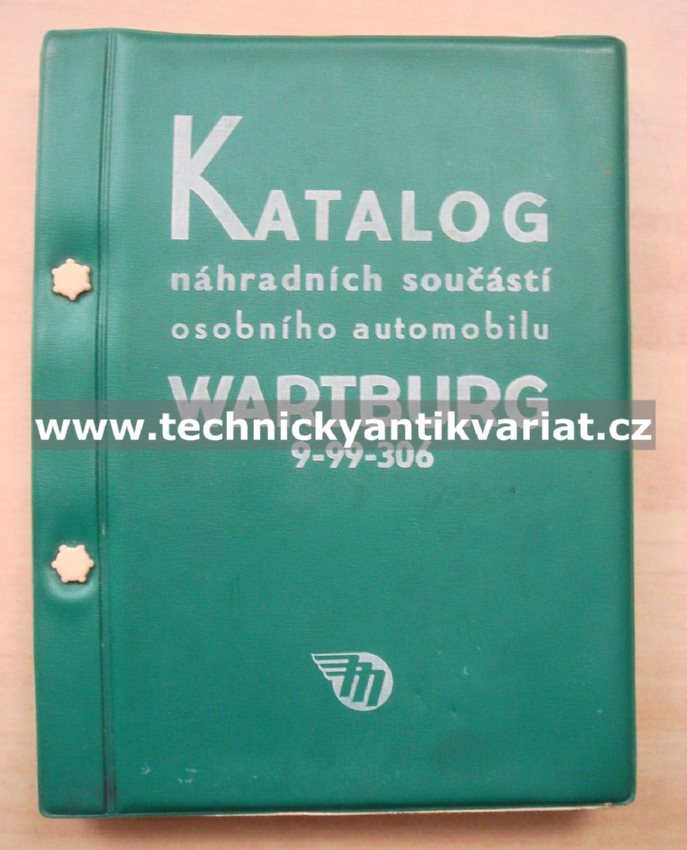 KATALOG
náhradních součástí
osobního automobilu
WARTBURG
www.technickyantikvariat.cz
9-99-306
m